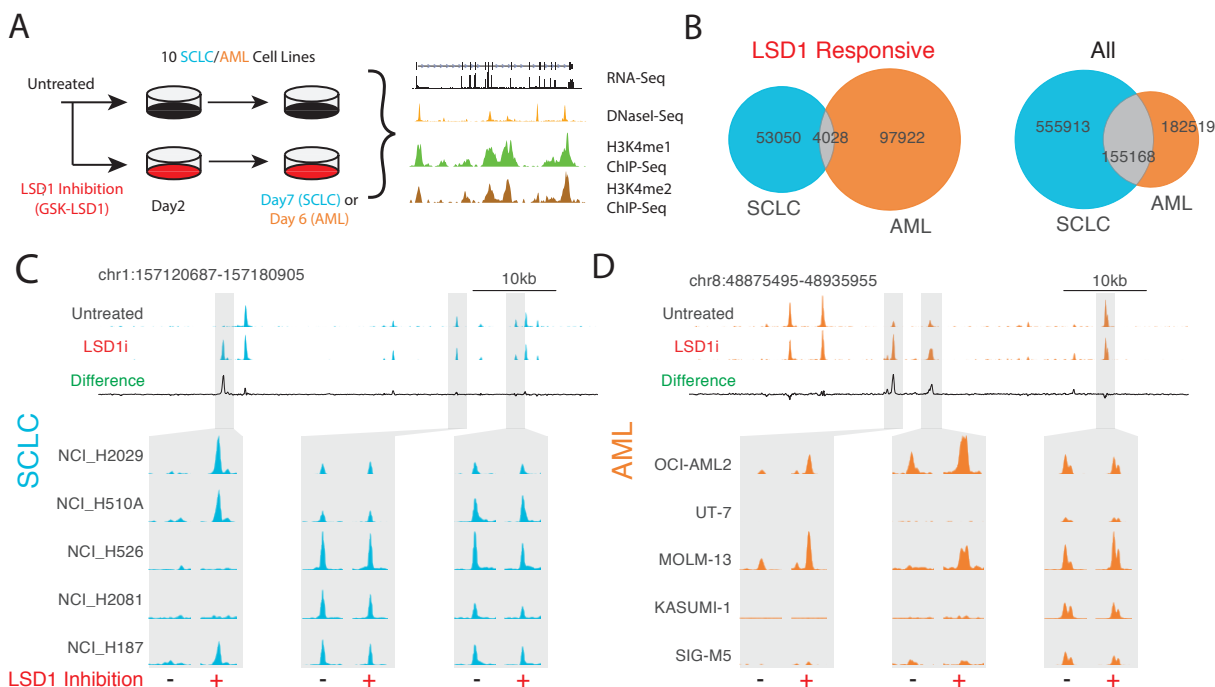 A
10 SCLC/AML Cell Lines
Untreated
LSD1 Inhibition
(GSK-LSD1)
Day2
Day7 (SCLC) or
Day 6 (AML)
RNA-Seq
DNaseI-Seq
H3K4me1
ChIP-Seq
H3K4me2
ChIP-Seq
B
LSD1 Responsive
53050
4028
97922
SCLC
AML
All
555913
155168
182519
SCLC
AML
C
chr1:157120687-157180905
10kb
Untreated
LSD1i
Difference
SCLC
NCI_H2029
NCI_H510A
NCI_H526
NCI_H2081
NCI_H187
LSD1 Inhibition
- + - + - +
D
chr8:48875495-48935955
10kb
Untreated
LSD1i
Difference
AML
OCI-AML2
UT-7
MOLM-13
KASUMI-1
SIG-M5
- + - + - +